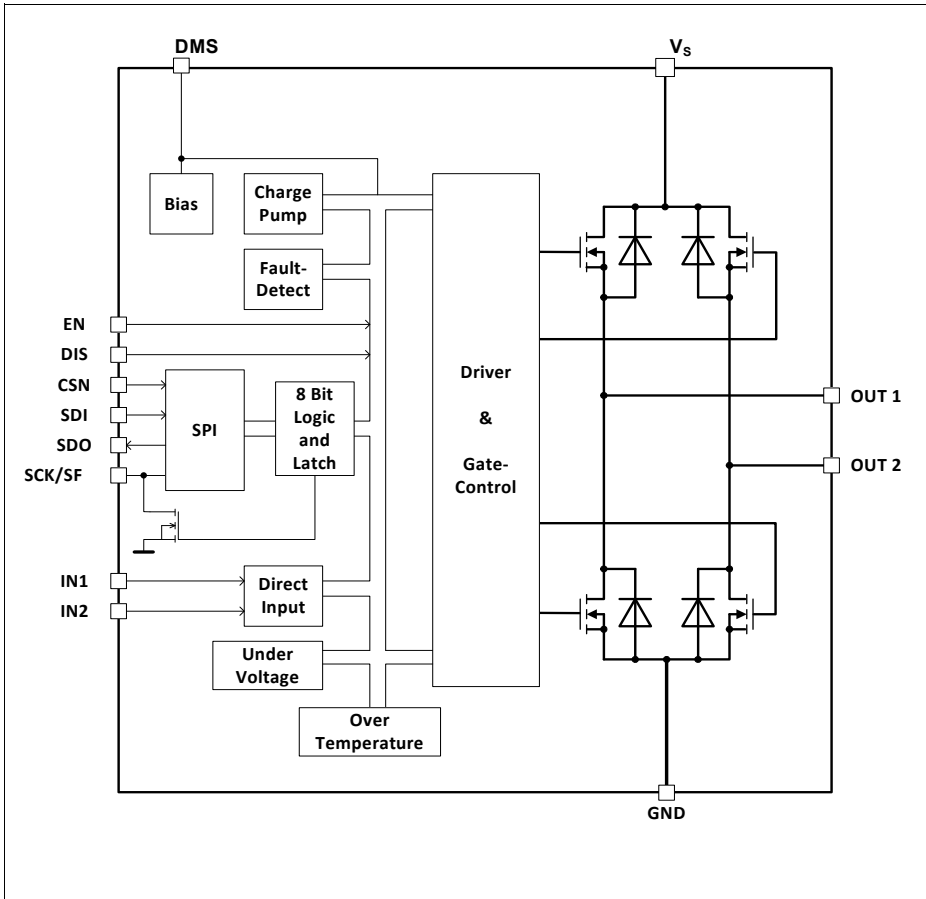 DMS
VS
Bias
Charge
Pump
Fault-
Detect
EN
DIS
CSN
SDI
SDO
SCK/SF
SPI
8 Bit
Logic
and
Latch
Driver
&
Gate-
Control
OUT 1
OUT 2
IN1
IN2
Direct
Input
Under
Voltage
Over
Temperature
GND